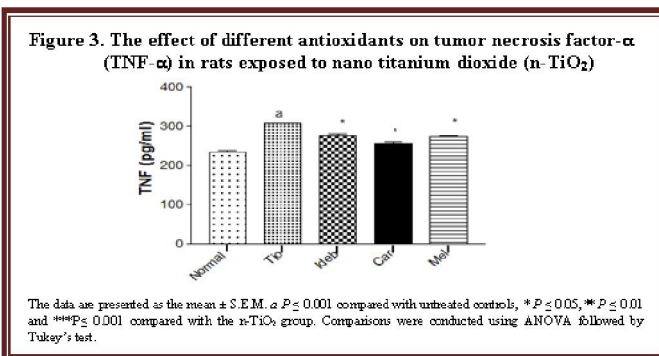 Figure 3. The effect of different antioxidants on tumor necrosis factor-α
(TNF-α) in rats exposed to nano titanium dioxide (n-TiO₂)
400
300
200
100
0
TNF (pg/ml)
a
*
*
*
Normal
Tio
kleb
Car
Mel
The data are presented as the mean ± S.E.M. a P ≤ 0.001 compared with untreated controls, * P ≤ 0.05, ** P ≤ 0.01
and ***P≤ 0.001 compared with the n-TiO₂ group. Comparisons were conducted using ANOVA followed by
Tukey's test.